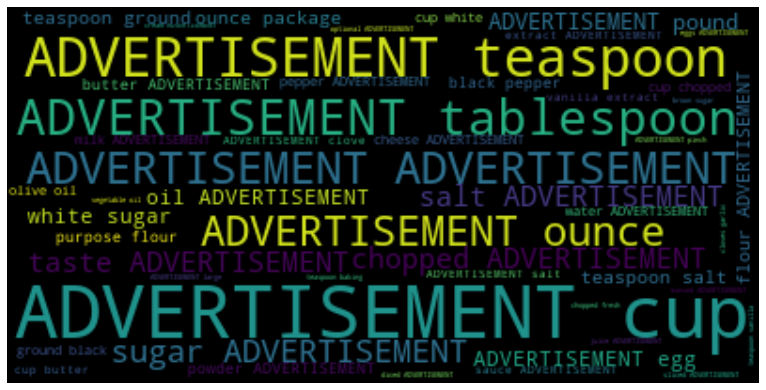 teaspoon ground
ounce package
cup white
ADVERTISEMENT pound
optional ADVERTISEMENT
extract ADVERTISEMENT
eggs ADVERTISEMENT
ADVERTISEMENT teaspoon
butter ADVERTISEMENT
pepper ADVERTISEMENT
black pepper
cup chopped
vanilla extract
brown sugar
ADVERTISEMENT tablespoon
milk ADVERTISEMENT
ADVERTISEMENT clove
cheese ADVERTISEMENT
ADVERTISEMENT pinch
ADVERTISEMENT ADVERTISEMENT
olive oil
vegetable oil
oil ADVERTISEMENT
salt ADVERTISEMENT
white sugar
water ADVERTISEMENT
purpose flour
ADVERTISEMENT ounce
cloves garlic
flour ADVERTISEMENT
taste ADVERTISEMENT
chopped ADVERTISEMENT
ADVERTISEMENT large
teaspoon baking
ADVERTISEMENT salt
teaspoon salt
ADVERTISEMENT cup
chopped fresh
teaspoon vanilla
ground black
sugar ADVERTISEMENT
juice ADVERTISEMENT
ADVERTISEMENT egg
cup butter
powder ADVERTISEMENT
diced ADVERTISEMENT
sauce ADVERTISEMENT
sliced ADVERTISEMENT